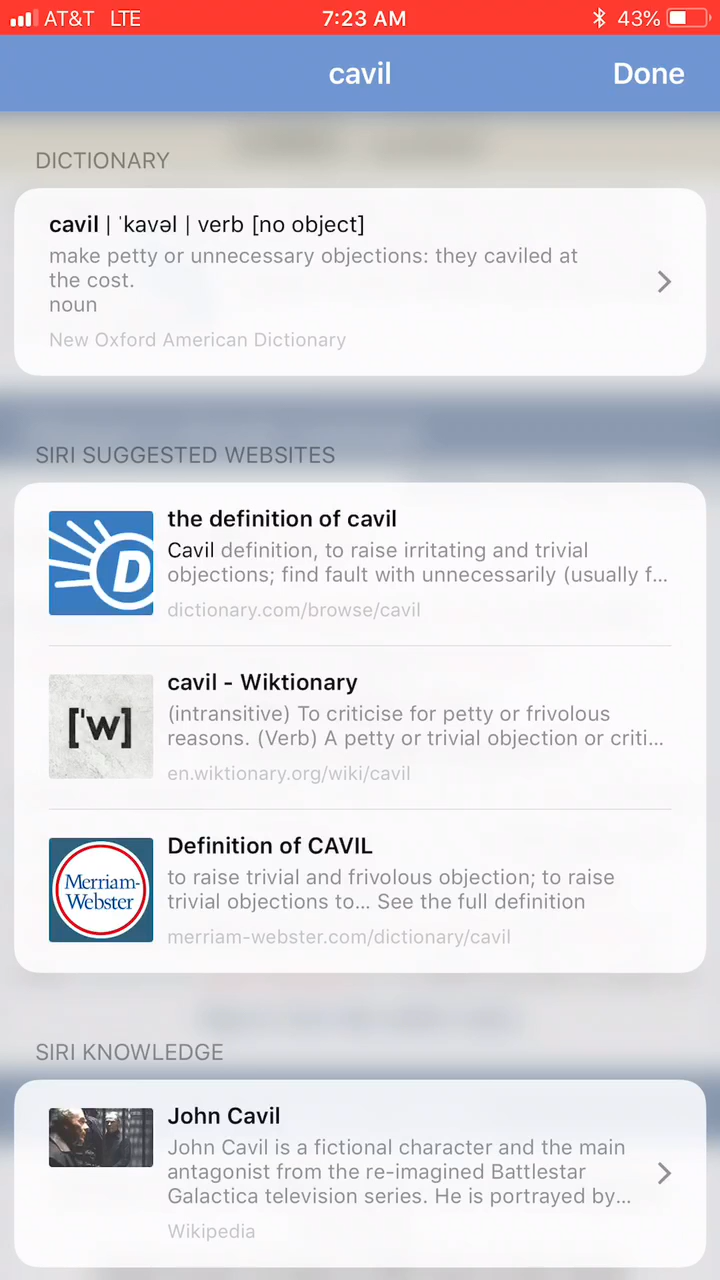 AT&T LTE 7:23 AM 43%
cavil Done
DICTIONARY
cavil | ˈkavəl | verb [no object]
make petty or unnecessary objections: they caviled at
the cost.
noun
New Oxford American Dictionary
SIRI SUGGESTED WEBSITES
D
the definition of cavil
Cavil definition, to raise irritating and trivial
objections; find fault with unnecessarily (usually f...
dictionary.com/browse/cavil
['w]
cavil - Wiktionary
(intransitive) To criticise for petty or frivolous
reasons. (Verb) A petty or trivial objection or criti...
en.wiktionary.org/wiki/cavil
Merriam-
Webster
Definition of CAVIL
to raise trivial and frivolous objection; to raise
trivial objections to... See the full definition
merriam-webster.com/dictionary/cavil
SIRI KNOWLEDGE
John Cavil
John Cavil is a fictional character and the main
antagonist from the re-imagined Battlestar
Galactica television series. He is portrayed by...
Wikipedia